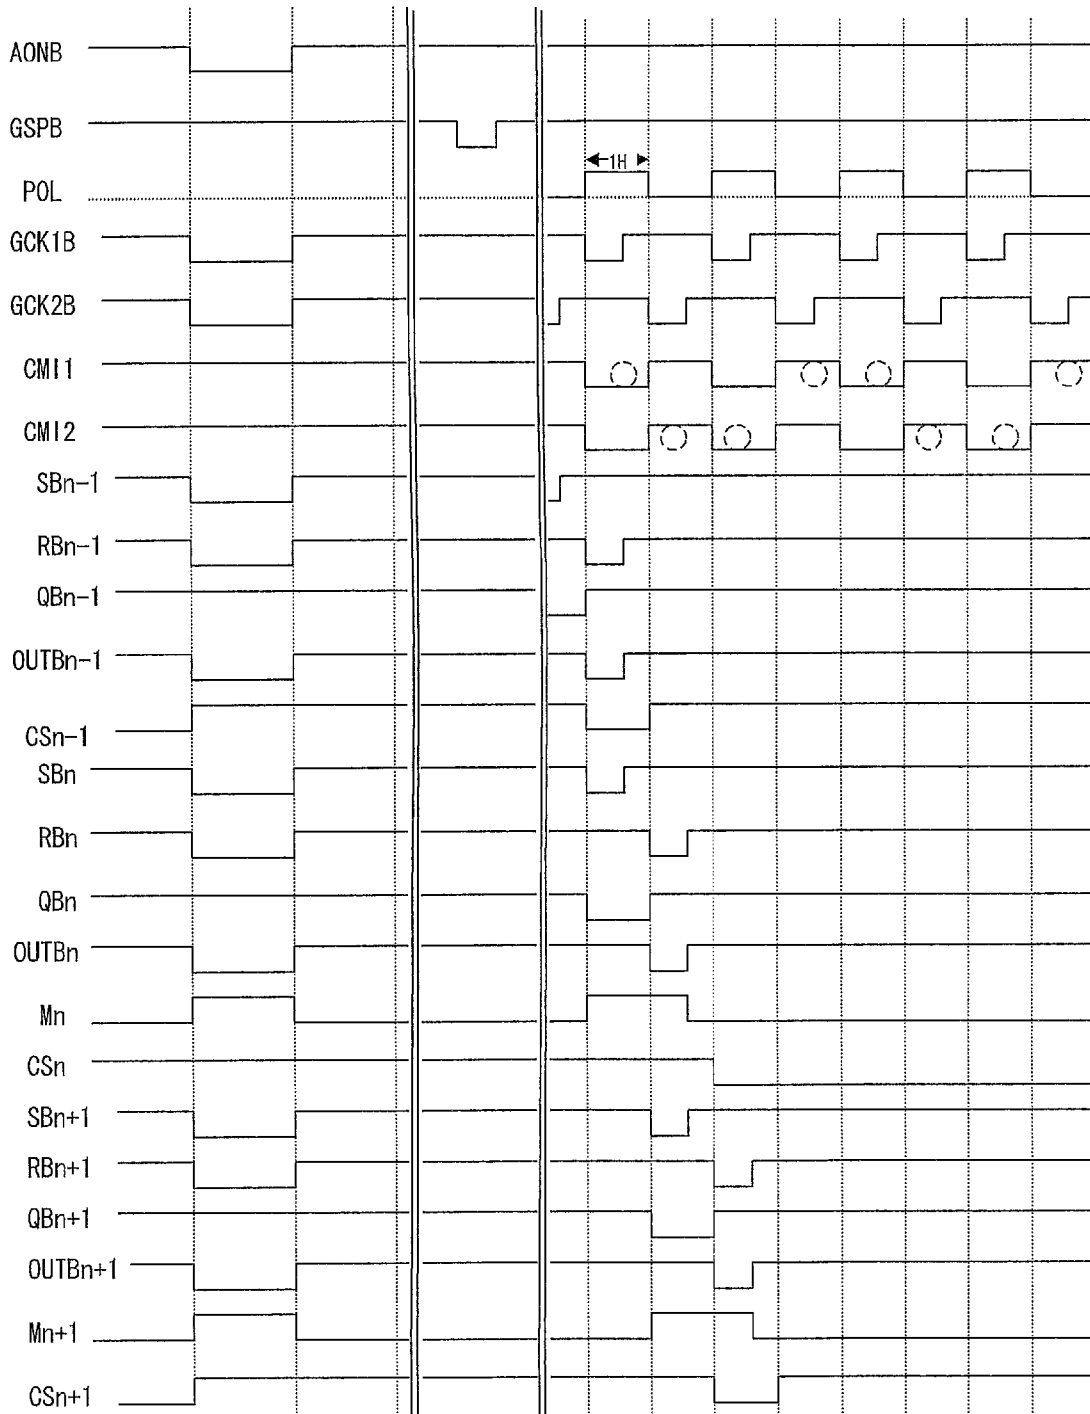 AONB
GSPB
1H
POL
GCK1B
GCK2B
CMI1
CMI2
SBn-1
RBn-1
QBn-1
OUTBn-1
CSn-1
SBn
RBn
QBn
OUTBn
Mn
CSn
SBn+1
RBn+1
QBn+1
OUTBn+1
Mn+1
CSn+1